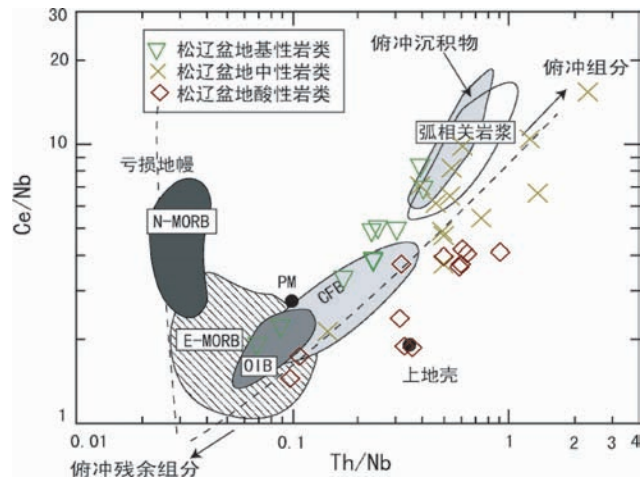 30
10
1
Ce/Nb
松辽盆地基性岩类
松辽盆地中性岩类
松辽盆地酸性岩类
俯冲沉积物
俯冲组分
弧相关岩浆
亏损地幔
N-MORB
PM
CFB
E-MORB
OIB
上地壳
俯冲残余组分
0.01
0.1
1
2
3
4
Th/Nb